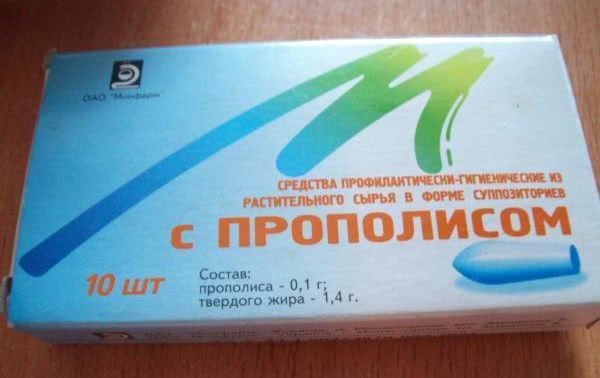 ОАО "Монфарм"
СРЕДСТВА ПРОФИЛАКТИЧЕСКИ-ГИГИЕНИЧЕСКИЕ ИЗ
РАСТИТЕЛЬНОГО СЫРЬЯ В ФОРМЕ СУППОЗИТОРИЕВ
С ПРОПОЛИСОМ
10 ШТ
Состав:
прополиса - 0,1 г;
твердого жира - 1,4 г.